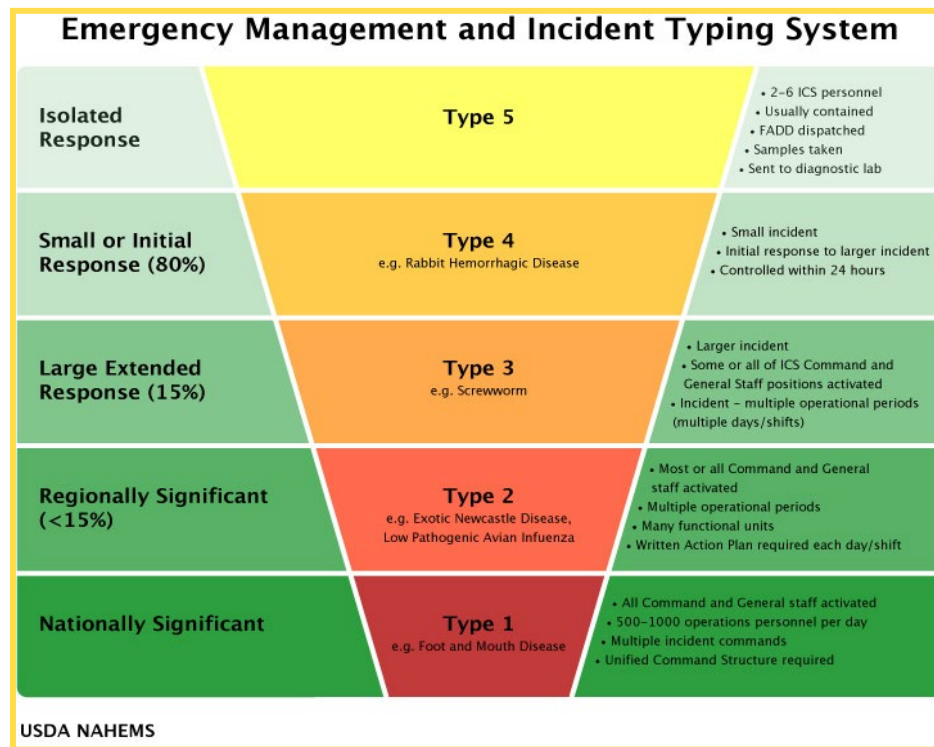 Emergency Management and Incident Typing System
Isolated
Response
Type 5
• 2-6 ICS personnel
• Usually contained
• FADD dispatched
• Samples taken
• Sent to diagnostic lab
Small or Initial
Response (80%)
Type 4
e.g. Rabbit Hemorrhagic Disease
• Small incident
• Initial response to larger incident
• Controlled within 24 hours
Large Extended
Response (15%)
Type 3
e.g. Screwworm
• Larger incident
• Some or all of ICS Command and
General Staff positions activated
• Incident - multiple operational periods
(multiple days/shifts)
Regionally Significant
(<15%)
Type 2
e.g. Exotic Newcastle Disease,
Low Pathogenic Avian Infuenza
• Most or all Command and General
staff activated
• Multiple operational periods
• Many functional units
• Written Action Plan required each day/shift
Nationally Significant
Type 1
e.g. Foot and Mouth Disease
• All Command and General staff activated
• 500-1000 operations personnel per day
• Multiple incident commands
• Unified Command Structure required
USDA NAHEMS